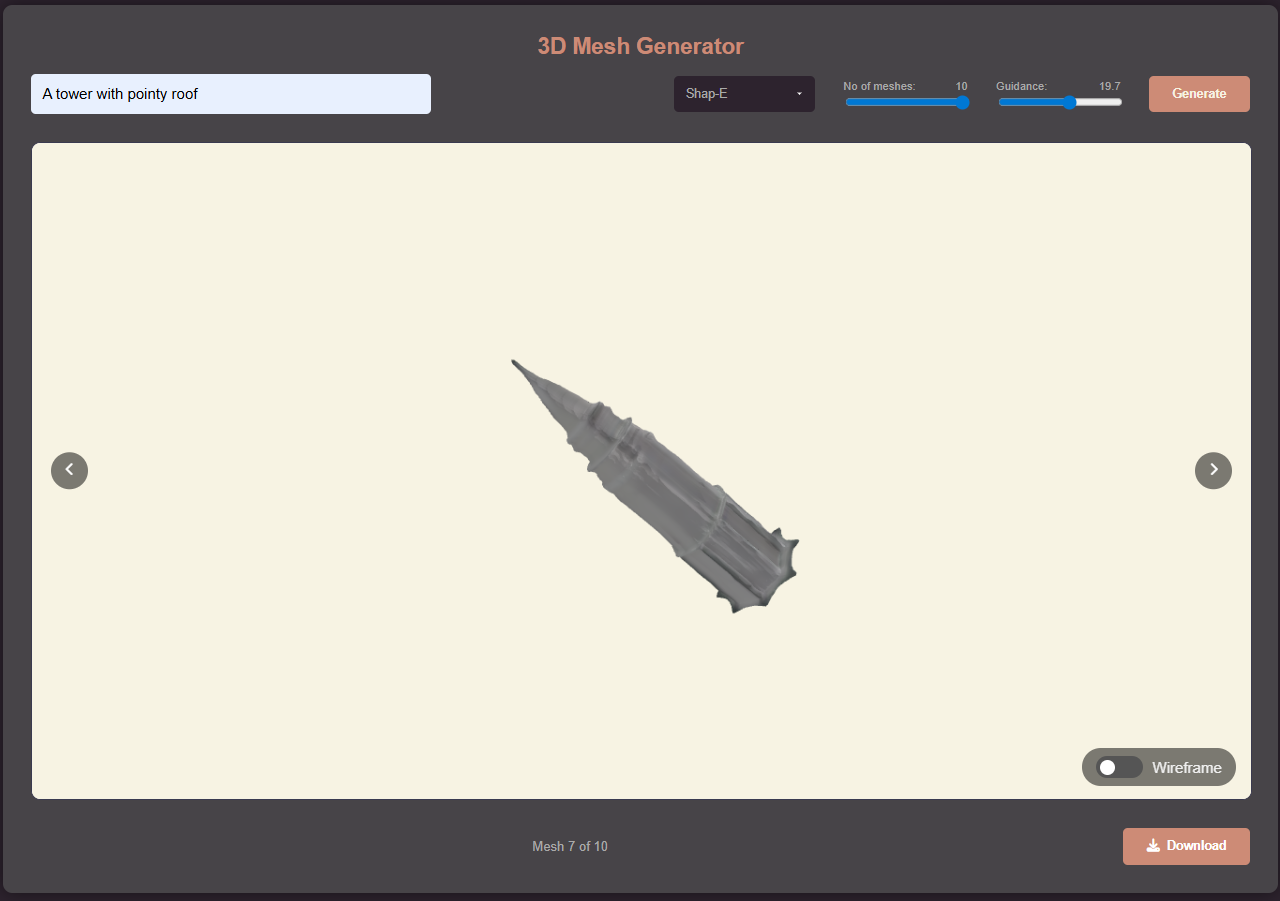 3D Mesh Generator
A tower with pointy roof
Shap-E
No of meshes: 10
Guidance: 19.7
Generate
Wireframe
Mesh 7 of 10
Download